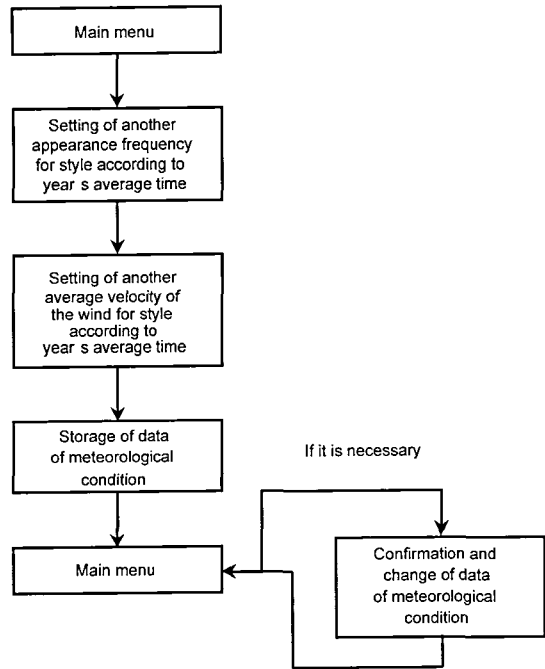 Main menu
Setting of another
appearance frequency
for style according to
year s average time
Setting of another
average velocity of
the wind for style
according to
year s average time
Storage of data
of meteorological
condition
If it is necessary
Main menu
Confirmation and
change of data
of meteorological
condition